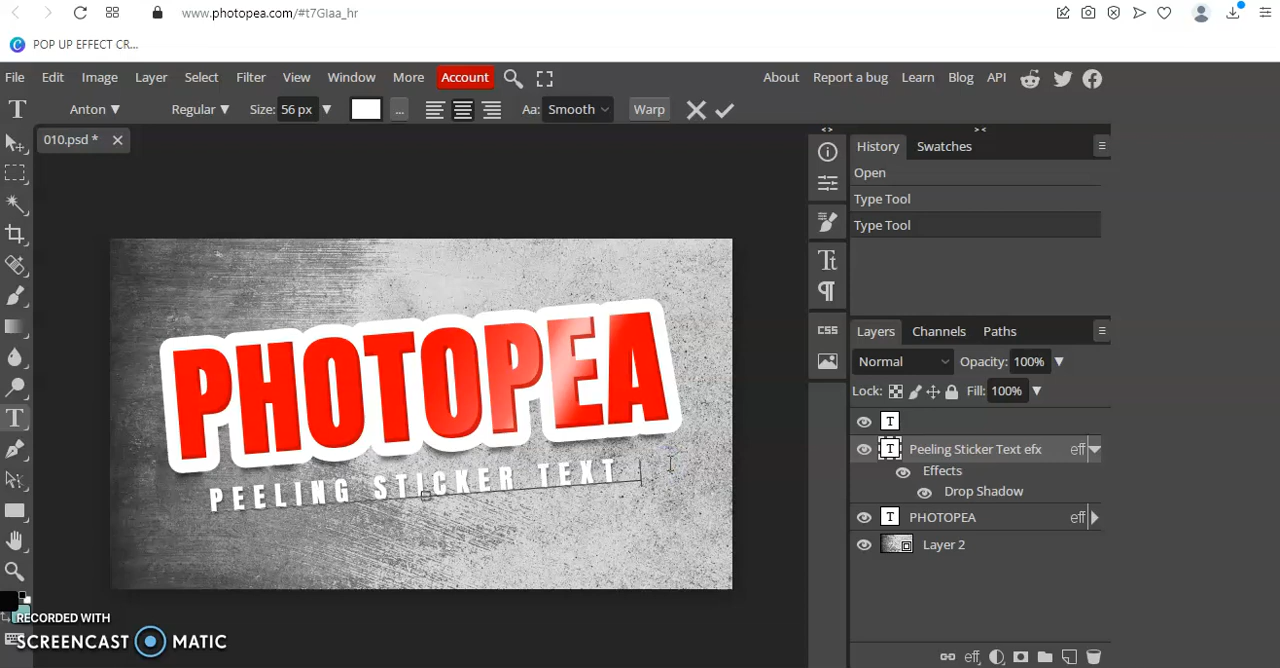 www.photopea.com/#t7GIaa_hr
POP UP EFFECT CR...
File Edit Image Layer Select Filter View Window More Account About Report a bug Learn Blog API
T Anton Regular Size: 56 px ... Aa: Smooth Warp
010.psd *
History Swatches
Open
Type Tool
Type Tool
CSS
Layers Channels Paths
Normal Opacity: 100%
Lock: Fill: 100%
T
T Peeling Sticker Text efx eff
Effects
Drop Shadow
T PHOTOPEA eff
Layer 2
eff
PHOTOPEA
PEELING STICKER TEXT
RECORDED WITH
SCREENCAST MATIC